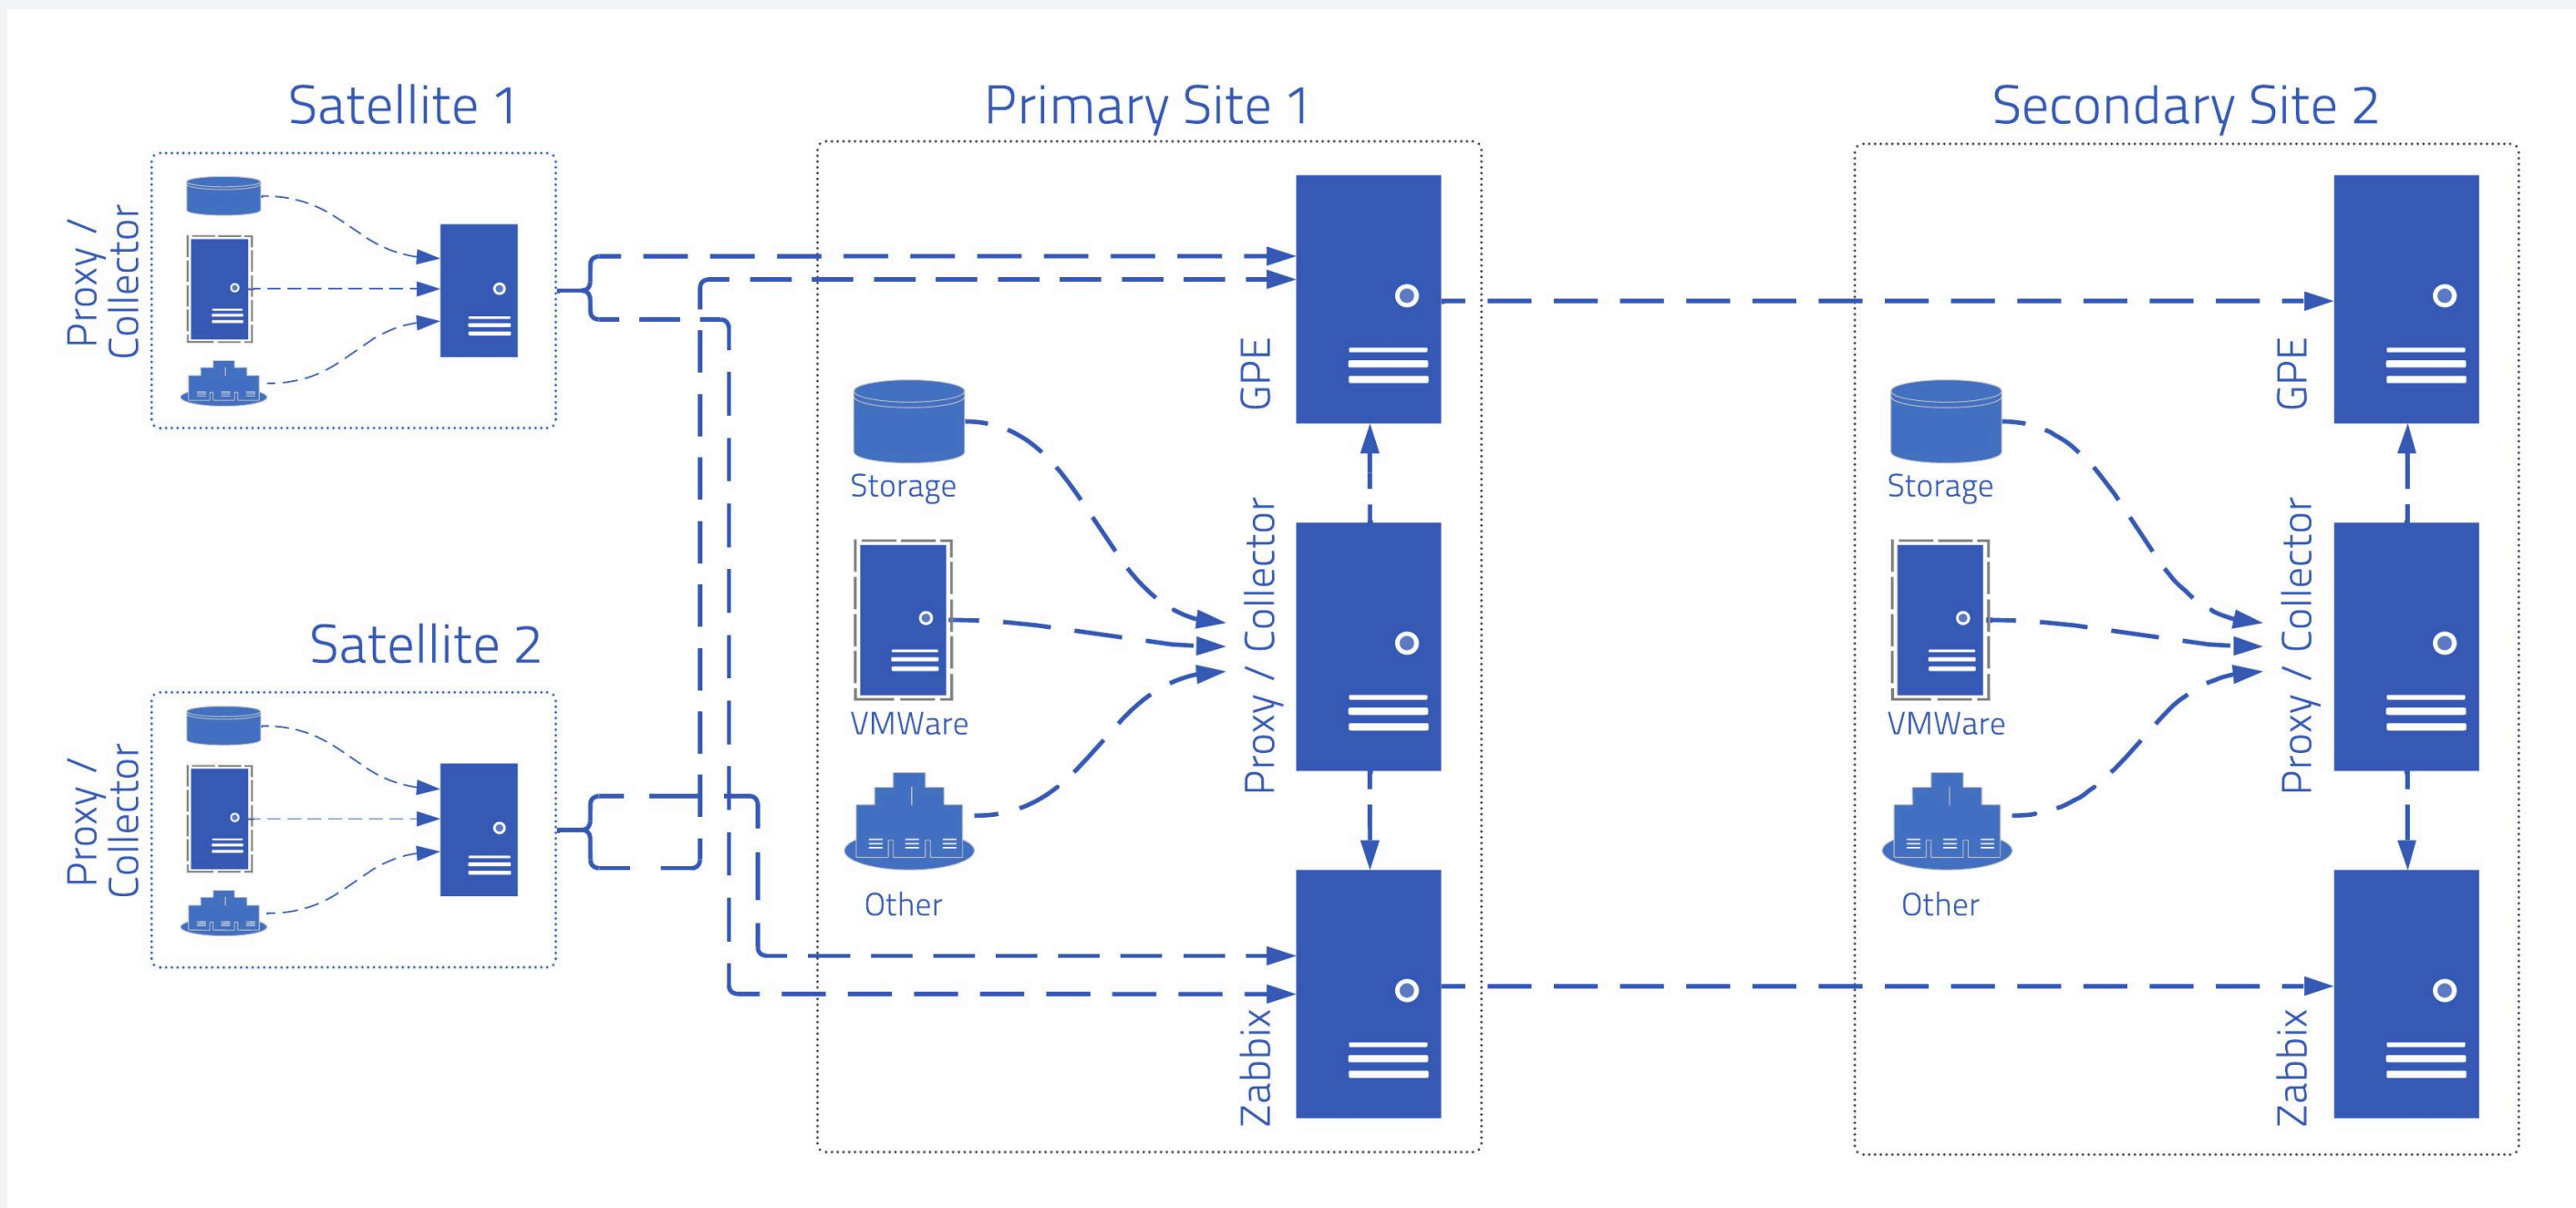 Satellite 1
Proxy /
Collector
Satellite 2
Proxy /
Collector
Primary Site 1
GPE
Storage
VMWare
Other
Proxy / Collector
Zabbix
Secondary Site 2
GPE
Storage
VMWare
Other
Proxy / Collector
Zabbix